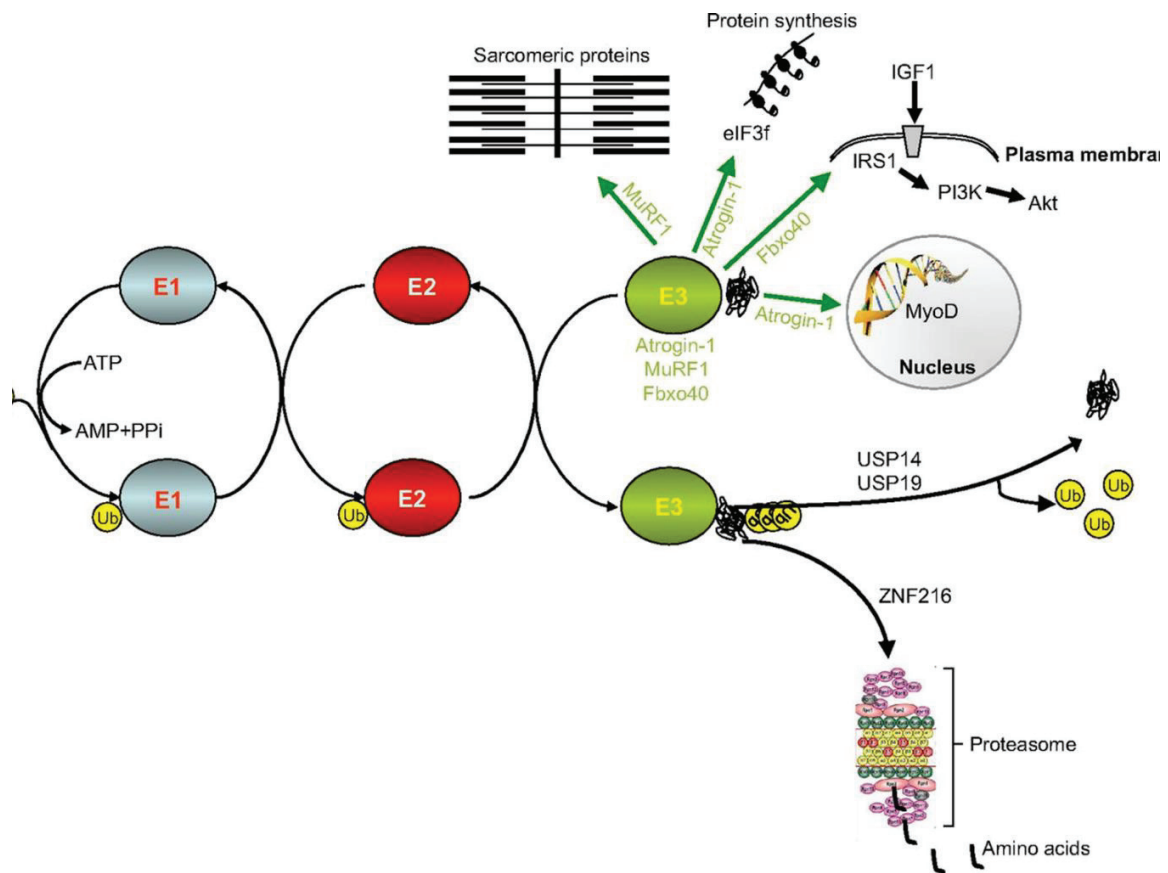 Protein synthesis
Sarcomeric proteins
IGF1
eIF3f
IRS1
Plasma membran
PI3K
Akt
MuRF1
Atrogin-1
Fbxo40
E1
E2
E3
Atrogin-1
MyoD
Nucleus
Atrogin-1
MuRF1
Fbxo40
ATP
AMP+PPi
USP14
USP19
E1
Ub
E2
Ub
E3
Ub
Ub
Ub
ZNF216
Proteasome
Amino acids